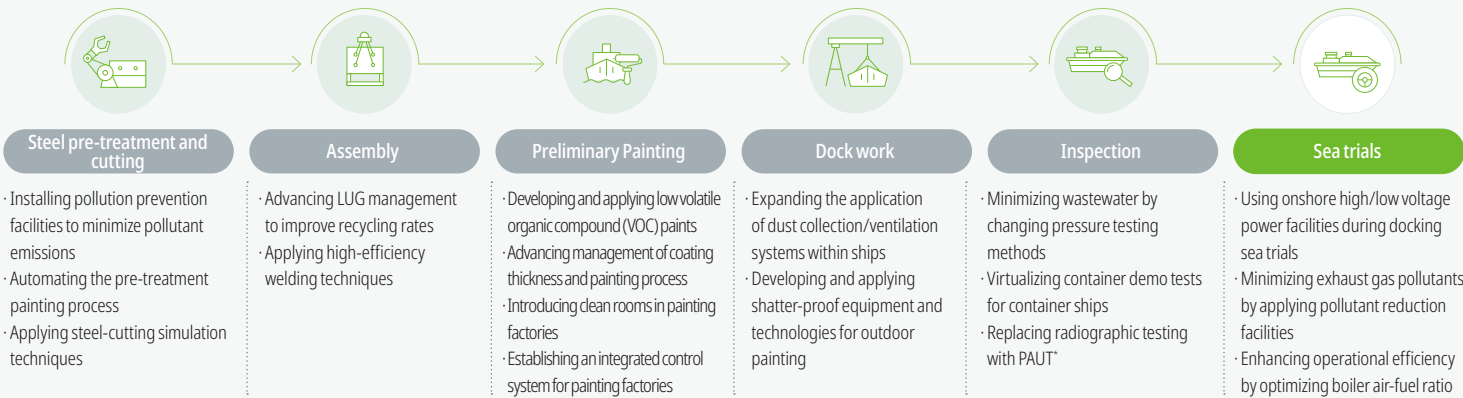 Steel pre-treatment and
cutting
· Installing pollution prevention
facilities to minimize pollutant
emissions
· Automating the pre-treatment
painting process
· Applying steel-cutting simulation
techniques
Assembly
· Advancing LUG management
to improve recycling rates
· Applying high-efficiency
welding techniques
Preliminary Painting
· Developing and applying low volatile
organic compound (VOC) paints
· Advancing management of coating
thickness and painting process
· Introducing clean rooms in painting
factories
· Establishing an integrated control
system for painting factories
Dock work
· Expanding the application
of dust collection/ventilation
systems within ships
· Developing and applying
shatter-proof equipment and
technologies for outdoor
painting
Inspection
· Minimizing wastewater by
changing pressure testing
methods
· Virtualizing container demo tests
for container ships
· Replacing radiographic testing
with PAUT*
Sea trials
· Using onshore high/low voltage
power facilities during docking
sea trials
· Minimizing exhaust gas pollutants
by applying pollutant reduction
facilities
· Enhancing operational efficiency
by optimizing boiler air-fuel ratio